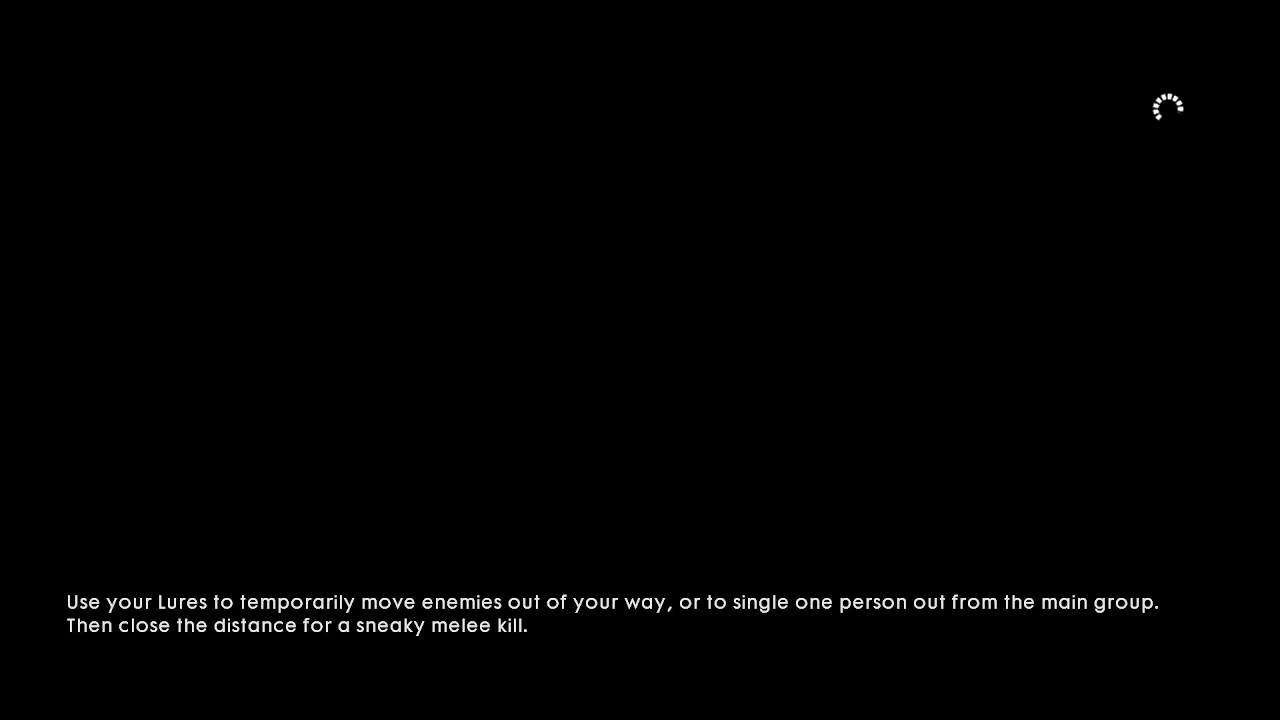 Use your Lures to temporarily move enemies out of your way, or to single one person out from the main group.
Then close the distance for a sneaky melee kill.